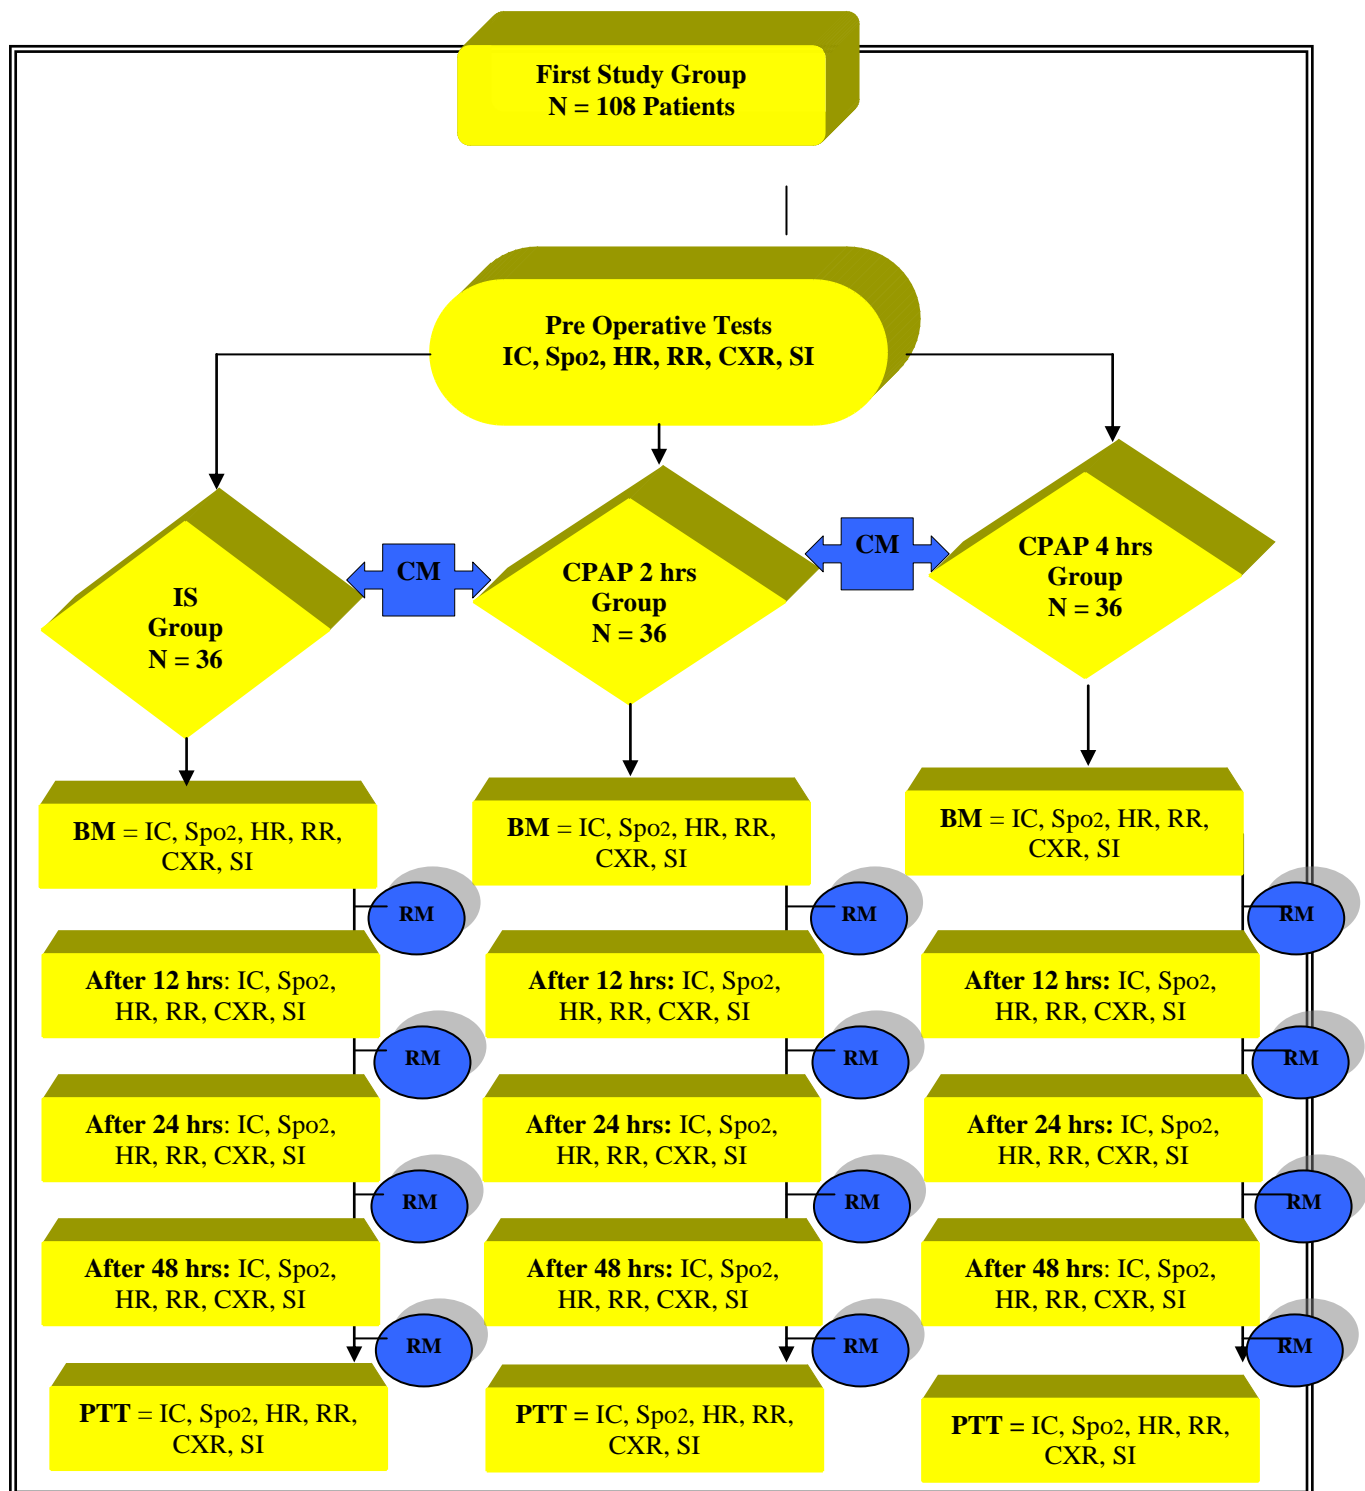 First Study Group
N = 108 Patients
Pre Operative Tests
IC, Spo2, HR, RR, CXR, SI
IS
Group
N = 36
CM
CPAP 2 hrs
Group
N = 36
CM
CPAP 4 hrs
Group
N = 36
BM = IC, Spo2, HR, RR,
CXR, SI
RM
After 12 hrs: IC, Spo2,
HR, RR, CXR, SI
RM
After 24 hrs: IC, Spo2,
HR, RR, CXR, SI
RM
After 48 hrs: IC, Spo2,
HR, RR, CXR, SI
RM
PTT = IC, Spo2, HR, RR,
CXR, SI
BM = IC, Spo2, HR, RR,
CXR, SI
RM
After 12 hrs: IC, Spo2,
HR, RR, CXR, SI
RM
After 24 hrs: IC, Spo2,
HR, RR, CXR, SI
RM
After 48 hrs: IC, Spo2,
HR, RR, CXR, SI
RM
PTT = IC, Spo2, HR, RR,
CXR, SI
BM = IC, Spo2, HR, RR,
CXR, SI
RM
After 12 hrs: IC, Spo2,
HR, RR, CXR, SI
RM
After 24 hrs: IC, Spo2,
HR, RR, CXR, SI
RM
After 48 hrs: IC, Spo2,
HR, RR, CXR, SI
RM
PTT = IC, Spo2, HR, RR,
CXR, SI